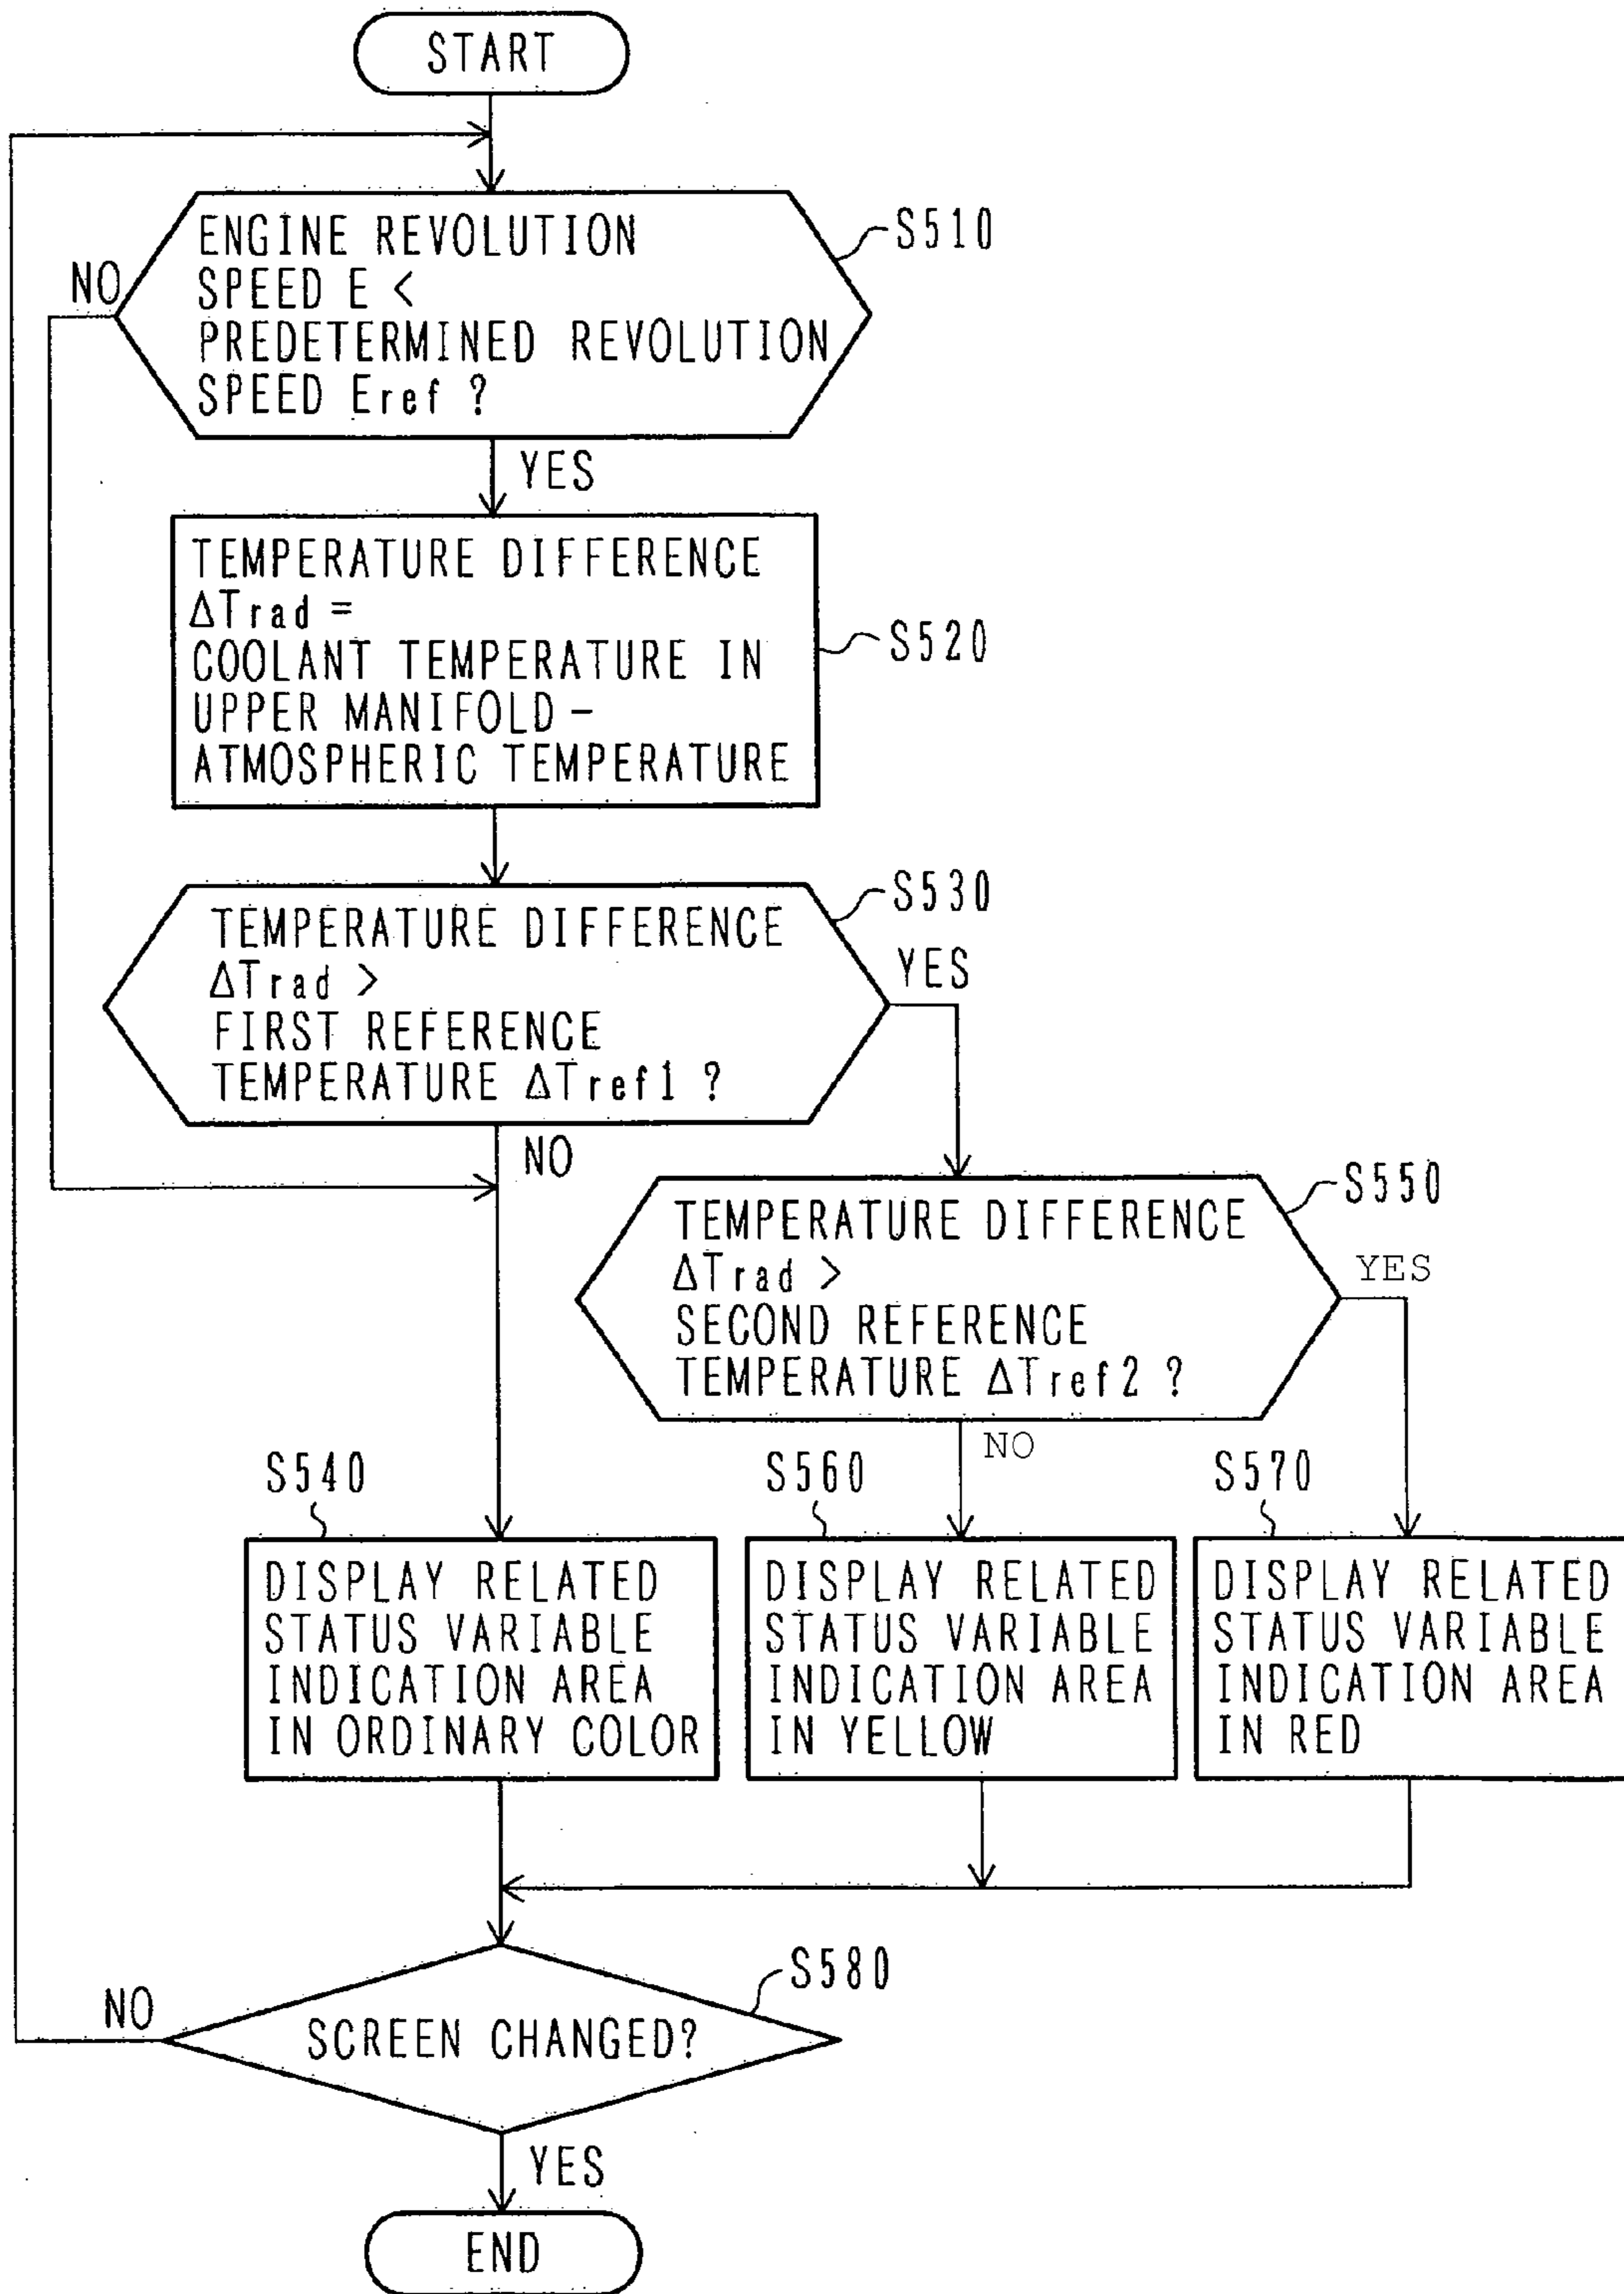 START
ENGINE REVOLUTION
SPEED E <
PREDETERMINED REVOLUTION
SPEED Eref ?
S510
NO
YES
TEMPERATURE DIFFERENCE
ΔTrad =
COOLANT TEMPERATURE IN
UPPER MANIFOLD -
ATMOSPHERIC TEMPERATURE
S520
TEMPERATURE DIFFERENCE
ΔTrad >
FIRST REFERENCE
TEMPERATURE ΔTref1 ?
S530
YES
NO
TEMPERATURE DIFFERENCE
ΔTrad >
SECOND REFERENCE
TEMPERATURE ΔTref2 ?
S550
YES
NO
S540
DISPLAY RELATED
STATUS VARIABLE
INDICATION AREA
IN ORDINARY COLOR
S560
DISPLAY RELATED
STATUS VARIABLE
INDICATION AREA
IN YELLOW
S570
DISPLAY RELATED
STATUS VARIABLE
INDICATION AREA
IN RED
S580
NO
SCREEN CHANGED?
YES
END